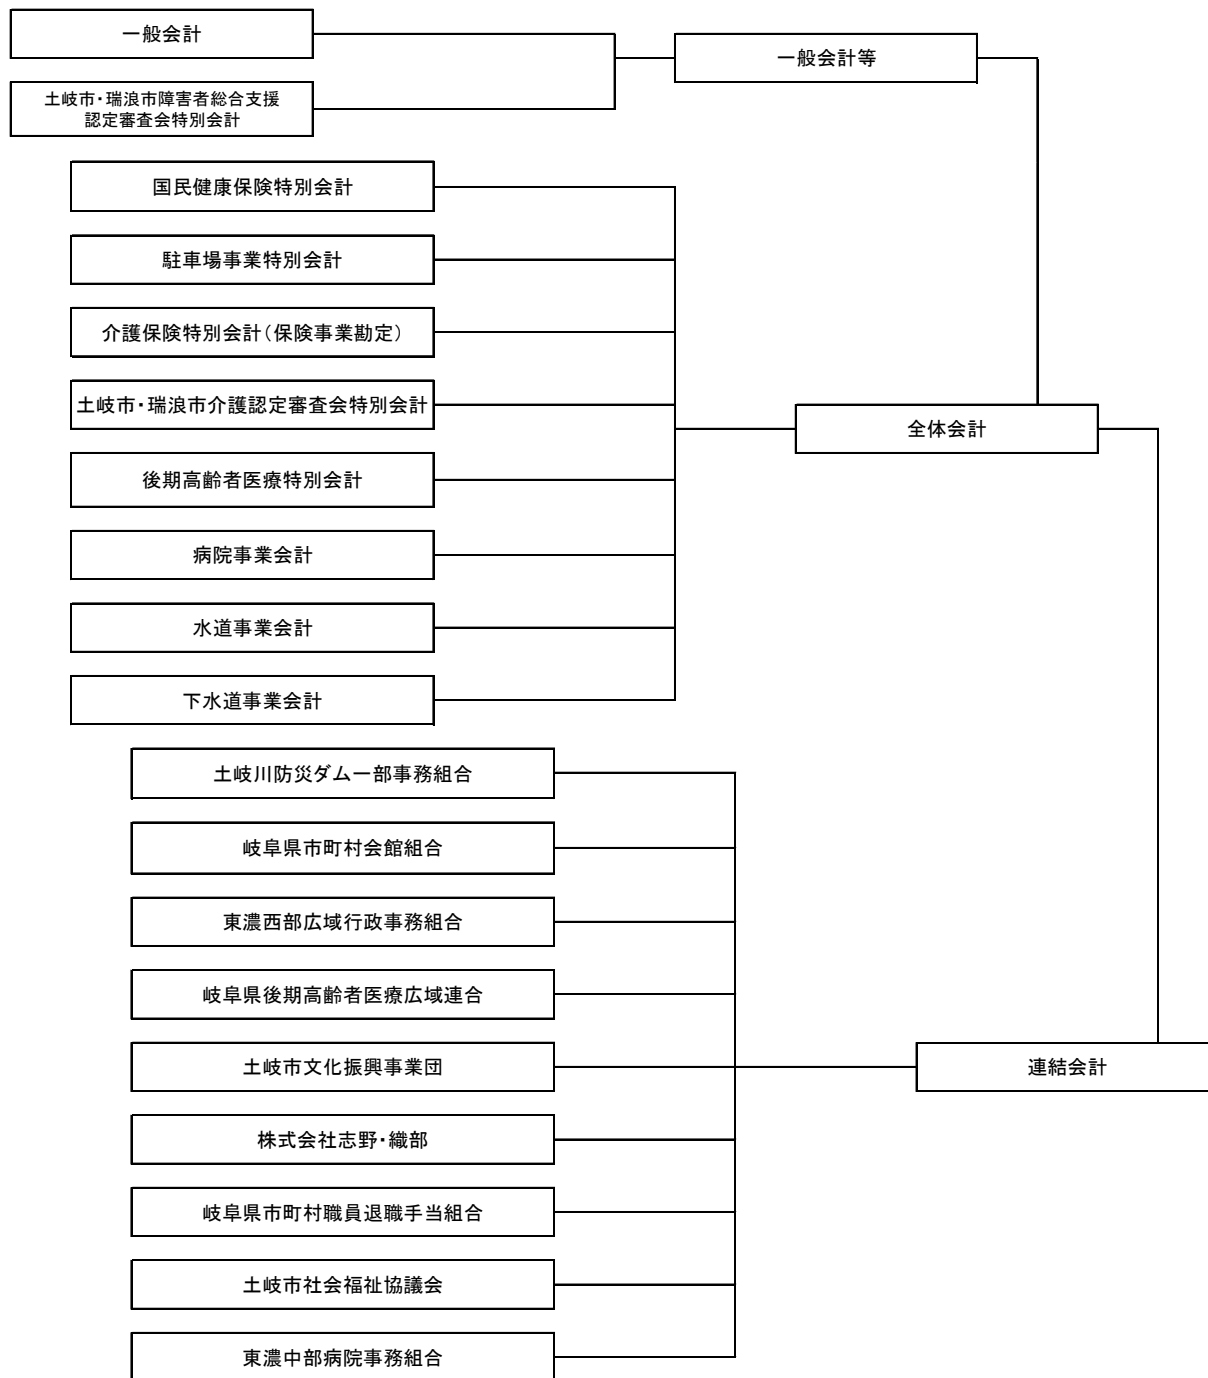 一般会計
一般会計等
土岐市・瑞浪市障害者総合支援
認定審査会特別会計
国民健康保険特別会計
駐車場事業特別会計
介護保険特別会計（保険事業勘定）
土岐市・瑞浪市介護認定審査会特別会計
全体会計
後期高齢者医療特別会計
病院事業会計
水道事業会計
下水道事業会計
土岐川防災ダム一部事務組合
岐阜県市町村会館組合
東濃西部広域行政事務組合
岐阜県後期高齢者医療広域連合
土岐市文化振興事業団
連結会計
株式会社志野・織部
岐阜県市町村職員退職手当組合
土岐市社会福祉協議会
東濃中部病院事務組合